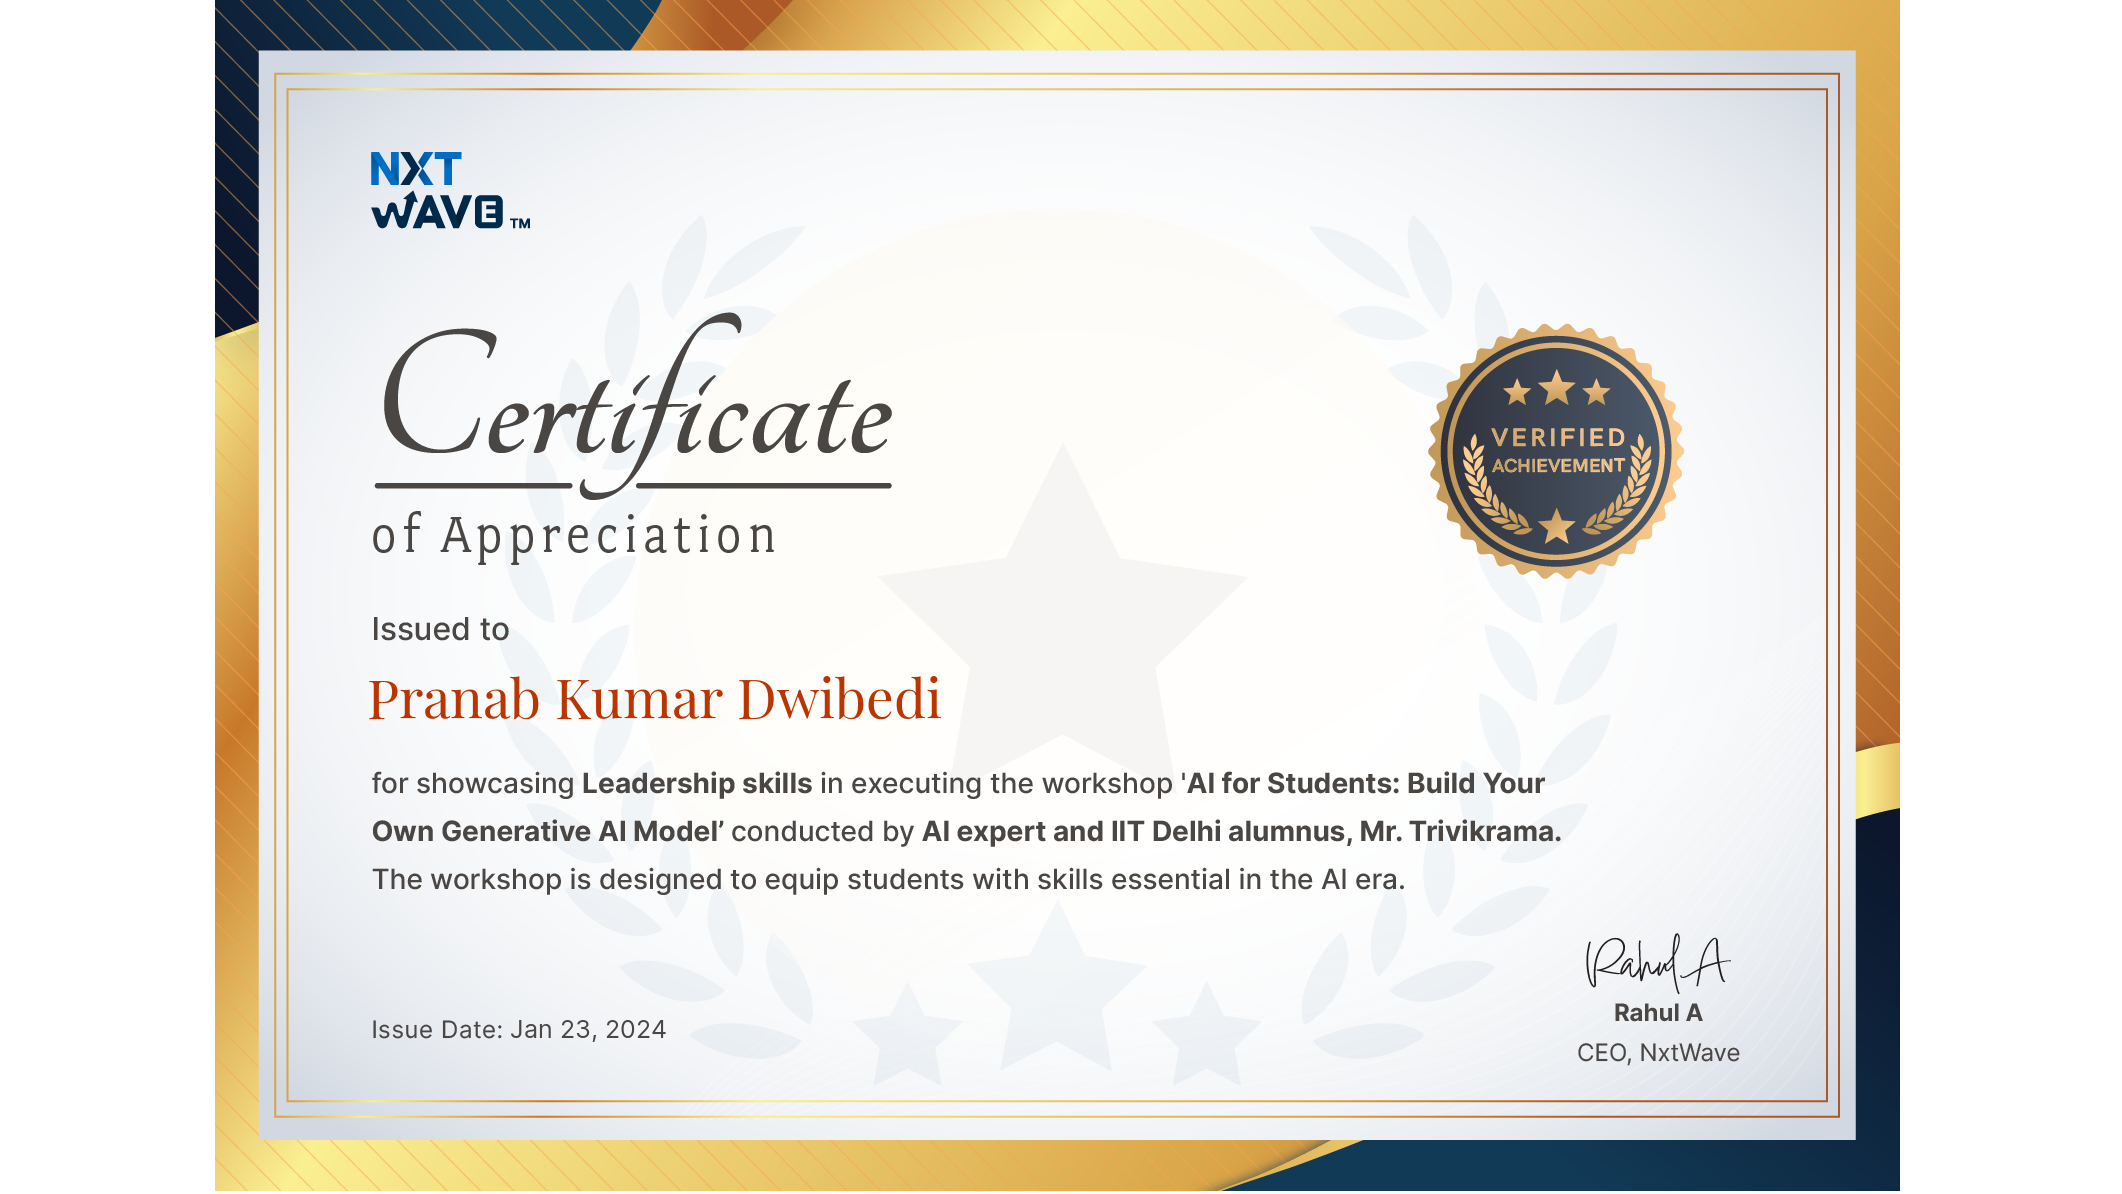 NXT
WAVE TM
Certificate
of Appreciation
VERIFIED
ACHIEVEMENT
Issued to
Pranab Kumar Dwibedi
for showcasing Leadership skills in executing the workshop 'AI for Students: Build Your
Own Generative AI Model’ conducted by AI expert and IIT Delhi alumnus, Mr. Trivikrama.
The workshop is designed to equip students with skills essential in the AI era.
Rahul A
Rahul A
CEO, NxtWave
Issue Date: Jan 23, 2024